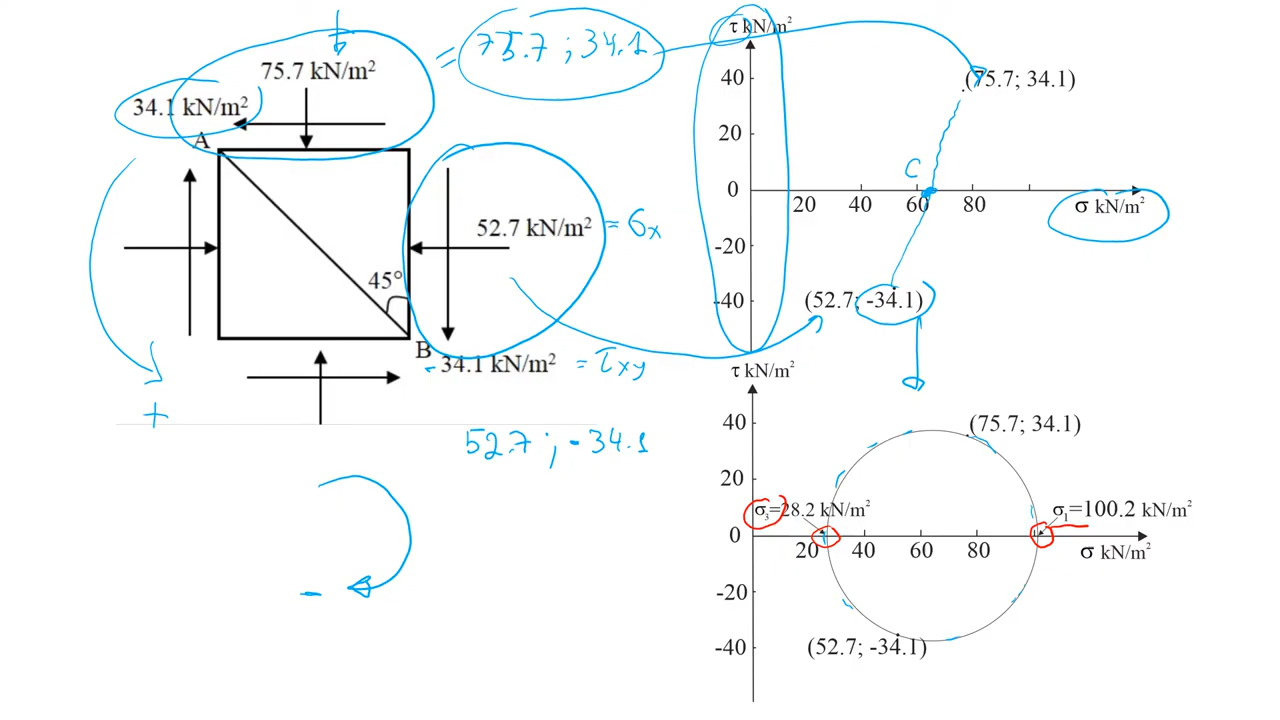 75.7 kN/m²
= 75.7 ; 34.1
34.1 kN/m²
A
52.7 kN/m² = σx
45°
B
- 34.1 kN/m² = τxy
+
52.7 ; -34.1
-
τ kN/m²
40
(75.7; 34.1)
20
C
0
20 40 60 80
σ kN/m²
-20
-40
(52.7; -34.1)
τ kN/m²
40
(75.7; 34.1)
20
σ₃=28.2 kN/m²
σ₁=100.2 kN/m²
0
20 40 60 80
σ kN/m²
-20
-40
(52.7; -34.1)